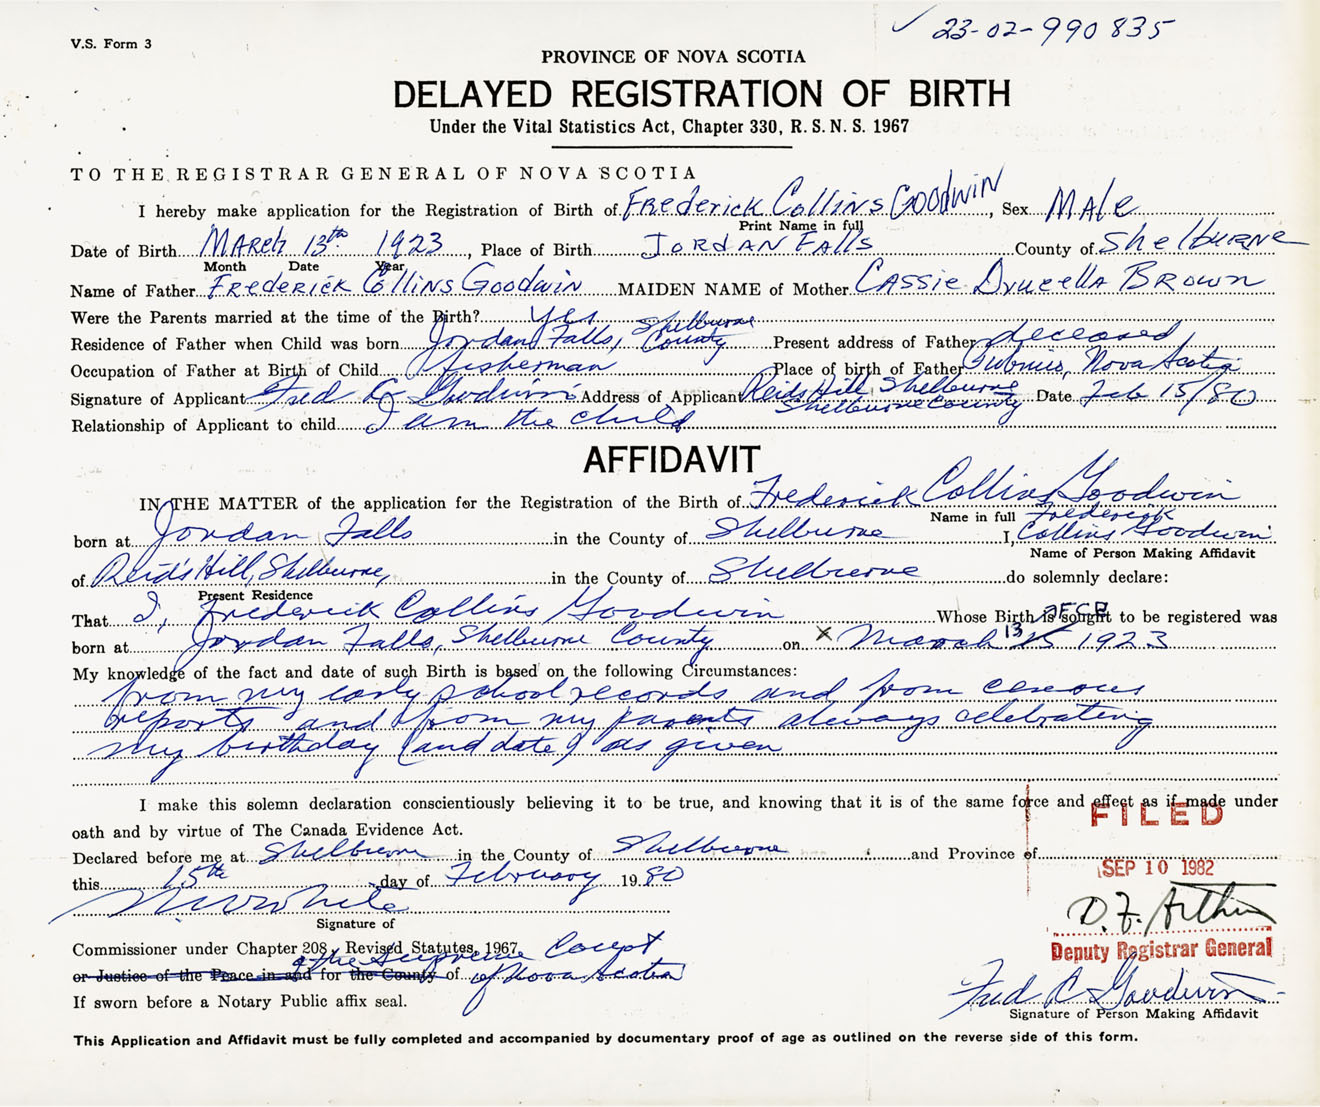 ✓ 23-02-990835
V.S. Form 3
PROVINCE OF NOVA SCOTIA
DELAYED REGISTRATION OF BIRTH
Under the Vital Statistics Act, Chapter 330, R.S.N.S. 1967
TO THE REGISTRAR GENERAL OF NOVA SCOTIA
I hereby make application for the Registration of Birth of Frederick Collins Goodwin, Sex Male
Print Name in full
Date of Birth March 13th 1923, Place of Birth Jordan Falls County of Shelburne
Month Date Year
Name of Father Frederick Collins Goodwin MAIDEN NAME of Mother Cassie Drucella Brown
Were the Parents married at the time of the Birth? yes
Residence of Father when Child was born Jordan Falls, Shelburne County Present address of Father deceased
Occupation of Father at Birth of Child fisherman Place of birth of Father Pubnico, Nova Scotia
Signature of Applicant Fred C Goodwin Address of Applicant Reids Hill, Shelburne Shelburne County Date Feb 15/80
Relationship of Applicant to child I am the child
AFFIDAVIT
IN THE MATTER of the application for the Registration of the Birth of Frederick Collins Goodwin
Name in full
born at Jordan Falls in the County of Shelburne I, Frederick Collins Goodwin
Name of Person Making Affidavit
of Reid's Hill, Shelburne, in the County of Shelburne do solemnly declare:
Present Residence
That I, Frederick Collins Goodwin Whose Birth is sought to be registered was
born at Jordan Falls, Shelburne County on x March 13 1923
My knowledge of the fact and date of such Birth is based on the following Circumstances:
from my early school records and from census
reports and from my parents always celebrating
my birthday (and date) as given
I make this solemn declaration conscientiously believing it to be true, and knowing that it is of the same force and effect as if made under
oath and by virtue of The Canada Evidence Act.
FILED
Declared before me at Shelburne in the County of Shelburne and Province of
SEP 10 1982
this 15th day of February 1980
Signature of
D. F. Arthur
Deputy Registrar General
Commissioner under Chapter 208, Revised Statutes, 1967
of the Supreme Court
or Justice of the Peace in and for the County of of Nova Scotia
If sworn before a Notary Public affix seal.
Fred C Goodwin
Signature of Person Making Affidavit
This Application and Affidavit must be fully completed and accompanied by documentary proof of age as outlined on the reverse side of this form.